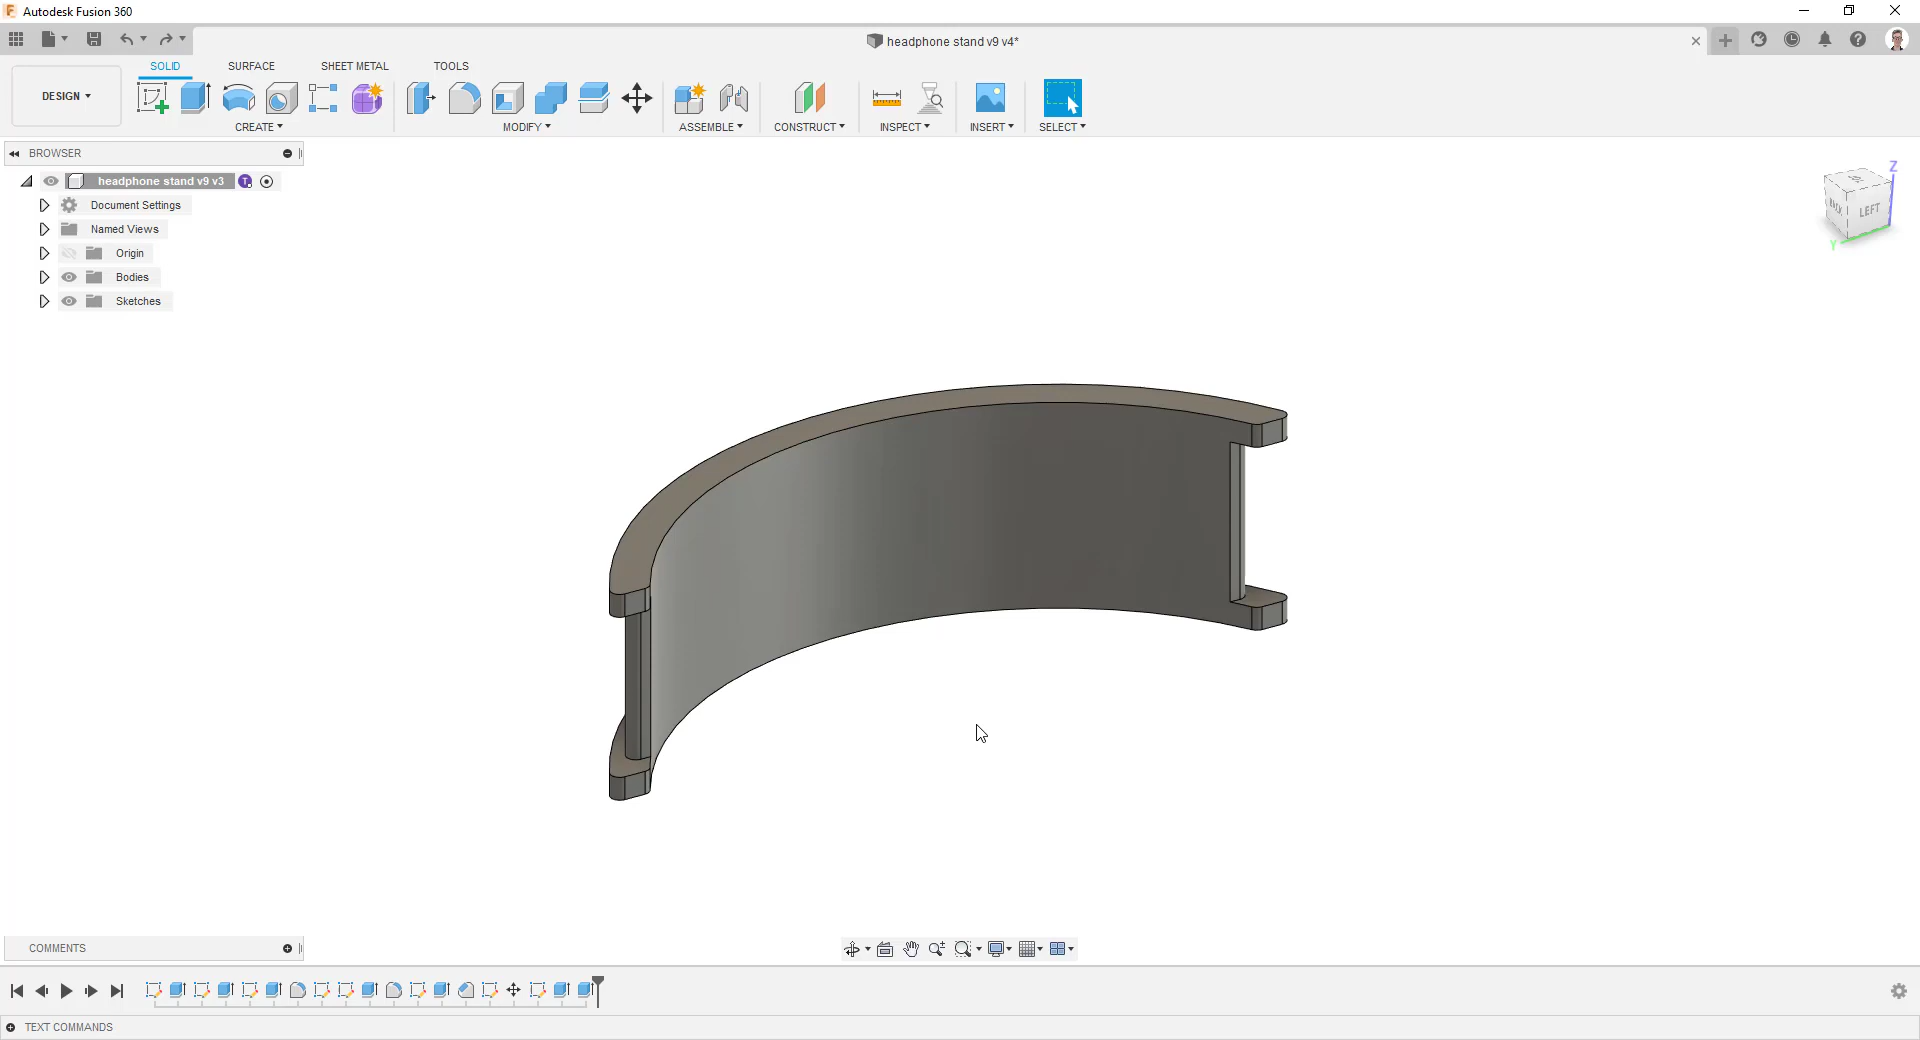 Autodesk Fusion 360
headphone stand v9 v4*
SOLID SURFACE SHEET METAL TOOLS
DESIGN
CREATE MODIFY ASSEMBLE CONSTRUCT INSPECT INSERT SELECT
BROWSER
headphone stand v9 v3
Document Settings
Named Views
Origin
Bodies
Sketches
Z
BACK LEFT
Y
COMMENTS
TEXT COMMANDS